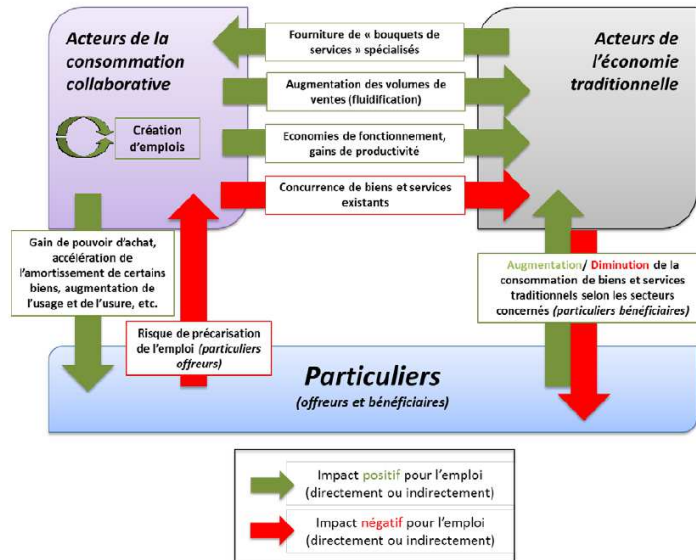 Acteurs de la
consommation
collaborative
Création
d'emplois
Fourniture de « bouquets de
services » spécialisés
Augmentation des volumes de
ventes (fluidification)
Economies de fonctionnement,
gains de productivité
Concurrence de biens et services
existants
Acteurs de
l'économie
traditionnelle
Gain de pouvoir d'achat,
accélération de
l'amortissement de certains
biens, augmentation de
l'usage et de l'usure, etc.
Risque de précarisation
de l'emploi (particuliers
offreurs)
Augmentation/ Diminution de la
consommation de biens et services
traditionnels selon les secteurs
concernés (particuliers bénéficiaires)
Particuliers
(offreurs et bénéficiaires)
Impact positif pour l'emploi
(directement ou indirectement)
Impact négatif pour l'emploi
(directement ou indirectement)